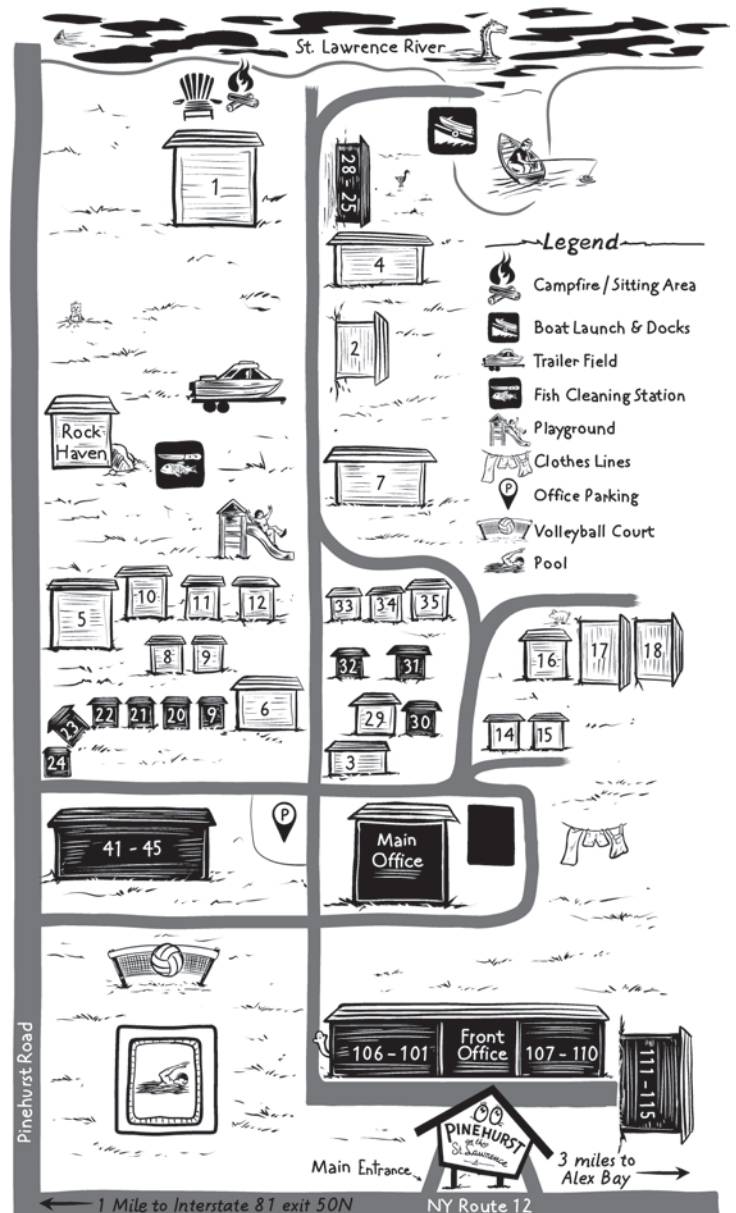 St. Lawrence River
1
28 - 25
4
Legend
Campfire / Sitting Area
Boat Launch & Docks
Trailer Field
Fish Cleaning Station
Playground
Clothes Lines
P Office Parking
Volleyball Court
Pool
2
Rock
Haven
7
5
10
11
12
8
9
33
34
35
32
31
16
17
18
23
22
21
20
9
6
24
29
30
3
14
15
41 - 45
P
Main
Office
106 - 101
Front
Office
107 - 110
111 - 115
Pinehurst Road
PINEHURST
on the
St. Lawrence
Main Entrance
3 miles to
Alex Bay
1 Mile to Interstate 81 exit 50N
NY Route 12